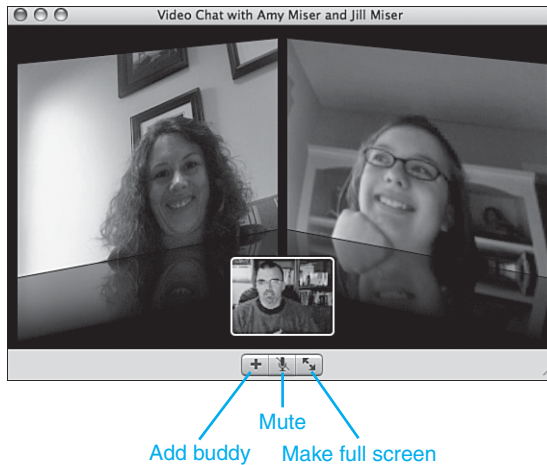 Video Chat with Amy Miser and Jill Miser
Mute
Add buddy
Make full screen